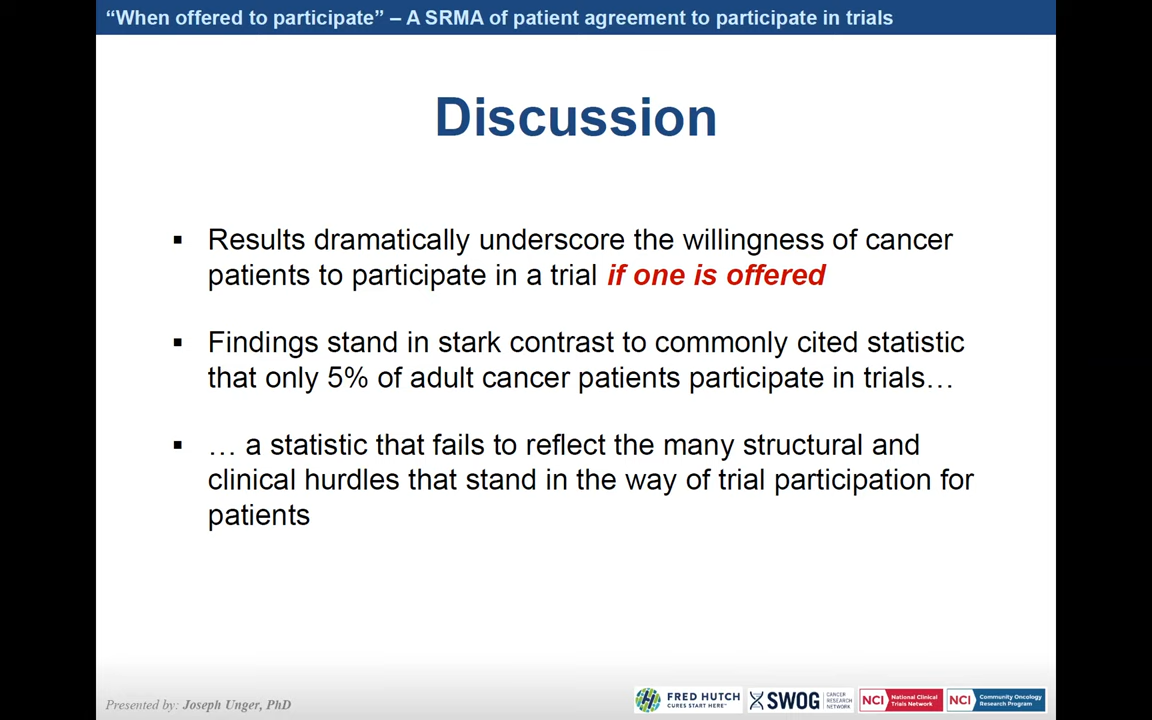 “When offered to participate” – A SRMA of patient agreement to participate in trials
Discussion
▪ Results dramatically underscore the willingness of cancer
patients to participate in a trial if one is offered
▪ Findings stand in stark contrast to commonly cited statistic
that only 5% of adult cancer patients participate in trials…
▪ … a statistic that fails to reflect the many structural and
clinical hurdles that stand in the way of trial participation for
patients
Presented by: Joseph Unger, PhD
FRED HUTCH
CURES START HERE™
SWOG
CANCER
RESEARCH
NETWORK
NCI
National Clinical
Trials Network
NCI
Community Oncology
Research Program